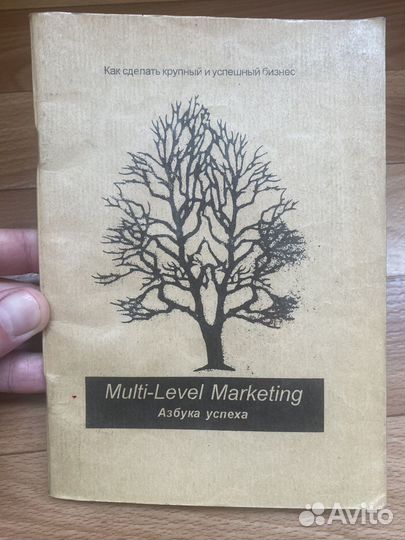 Как сделать крупный и успешный бизнес
Multi-Level Marketing
Азбука успеха
Avito